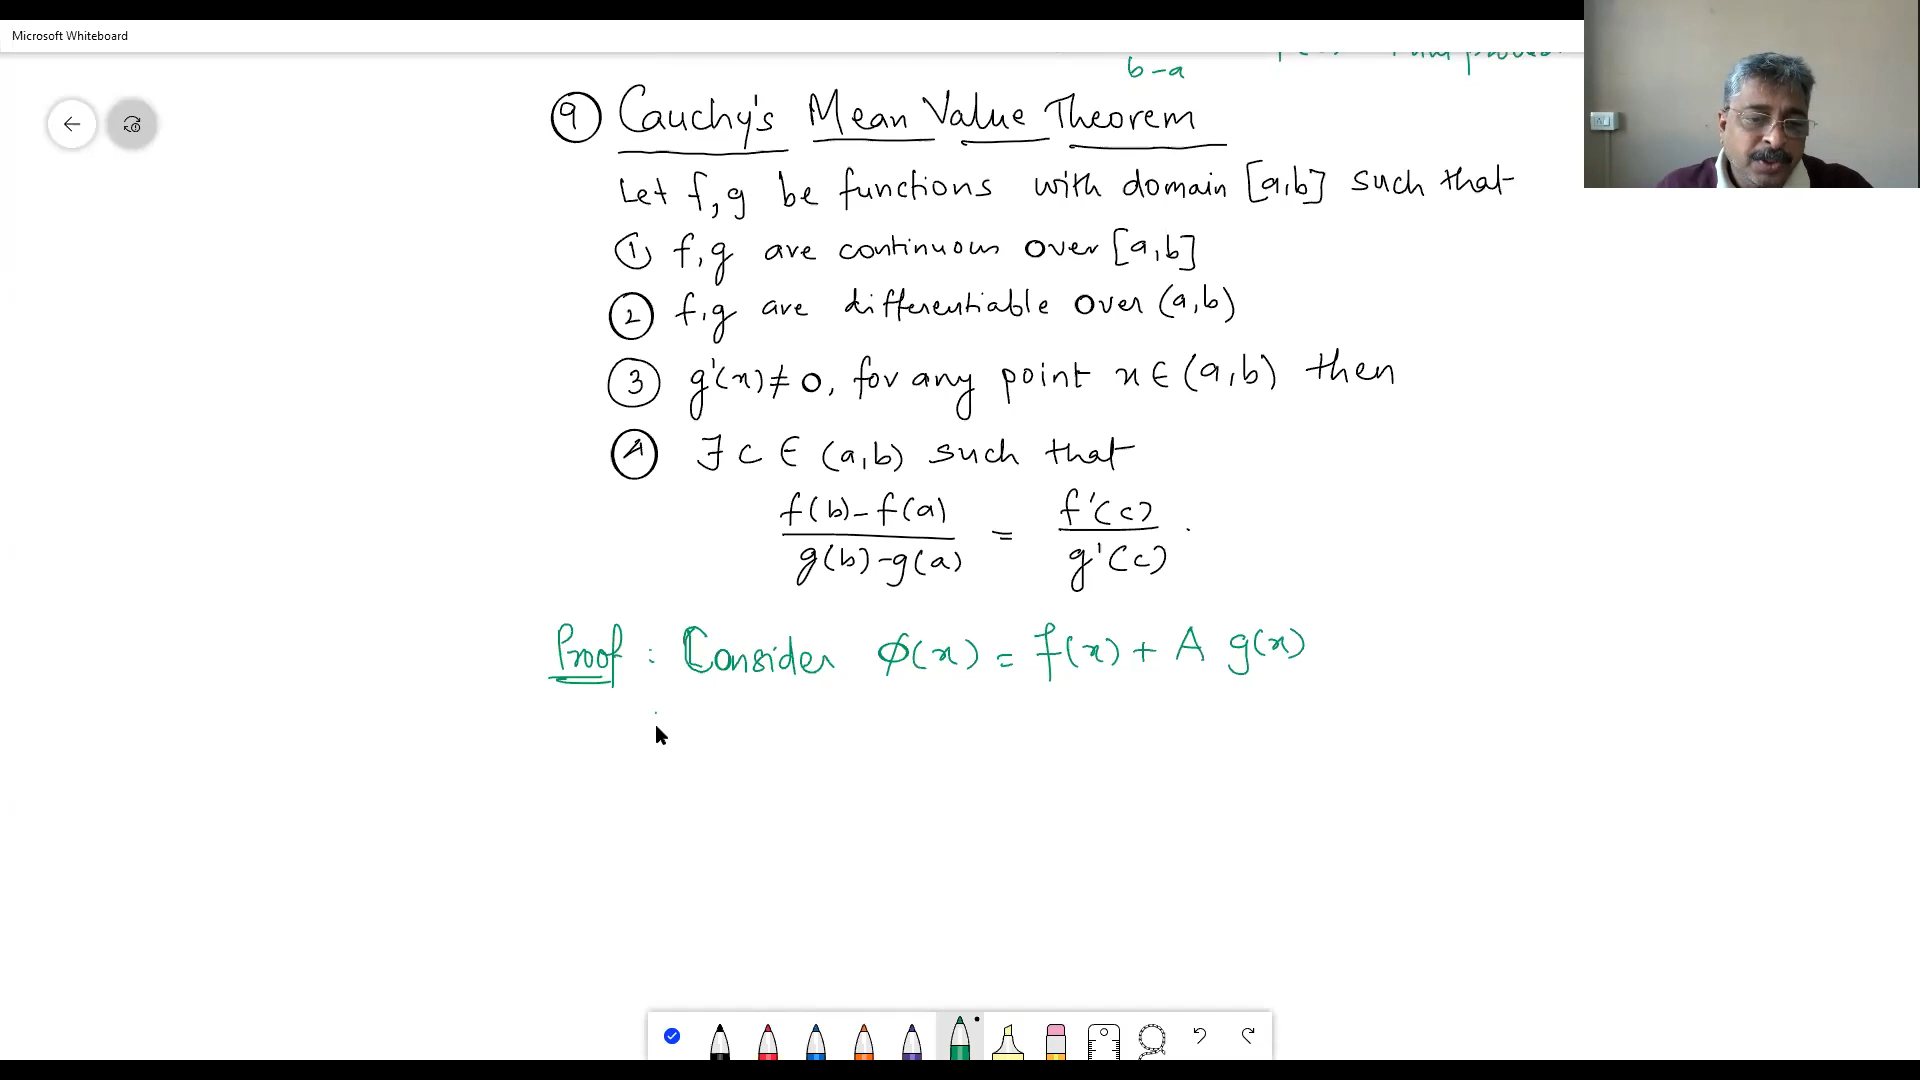 Microsoft Whiteboard
b-a
⑨ Cauchy's Mean Value Theorem
Let f,g be functions with domain [a,b] such that
① f,g are continuous over [a,b]
② f,g are differentiable over (a,b)
③ g'(x)≠0, for any point x∈(a,b) then
Ⓐ ∃ c ∈ (a,b) such that
f(b)-f(a) / g(b)-g(a) = f'(c) / g'(c) .
Proof : Consider ϕ(x) = f(x) + A g(x)